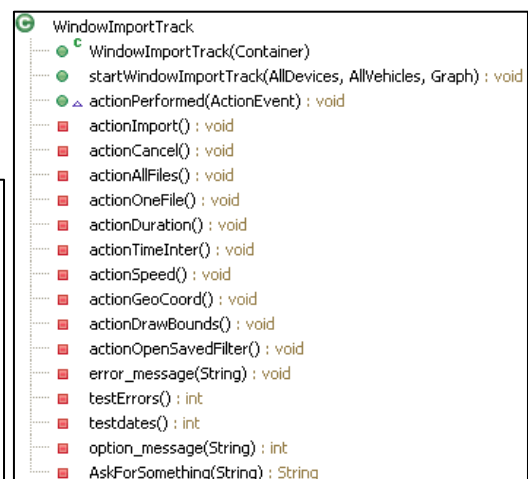 WindowImportTrack
WindowImportTrack(Container)
startWindowImportTrack(AllDevices, AllVehicles, Graph) : void
actionPerformed(ActionEvent) : void
actionImport() : void
actionCancel() : void
actionAllFiles() : void
actionOneFile() : void
actionDuration() : void
actionTimeInter() : void
actionSpeed() : void
actionGeoCoord() : void
actionDrawBounds() : void
actionOpenSavedFilter() : void
error_message(String) : void
testErrors() : int
testdates() : int
option_message(String) : int
AskForSomething(String) : String